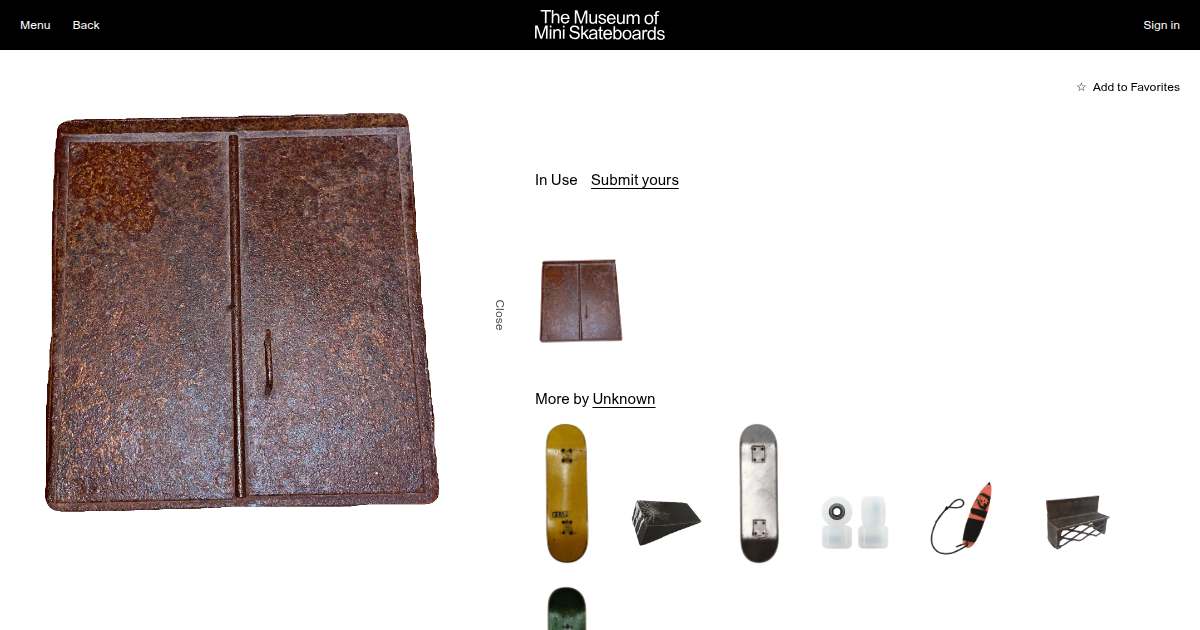 Menu
Back
The Museum of
Mini Skateboards
Sign in
☆ Add to Favorites
In Use
Submit yours
Close
More by Unknown